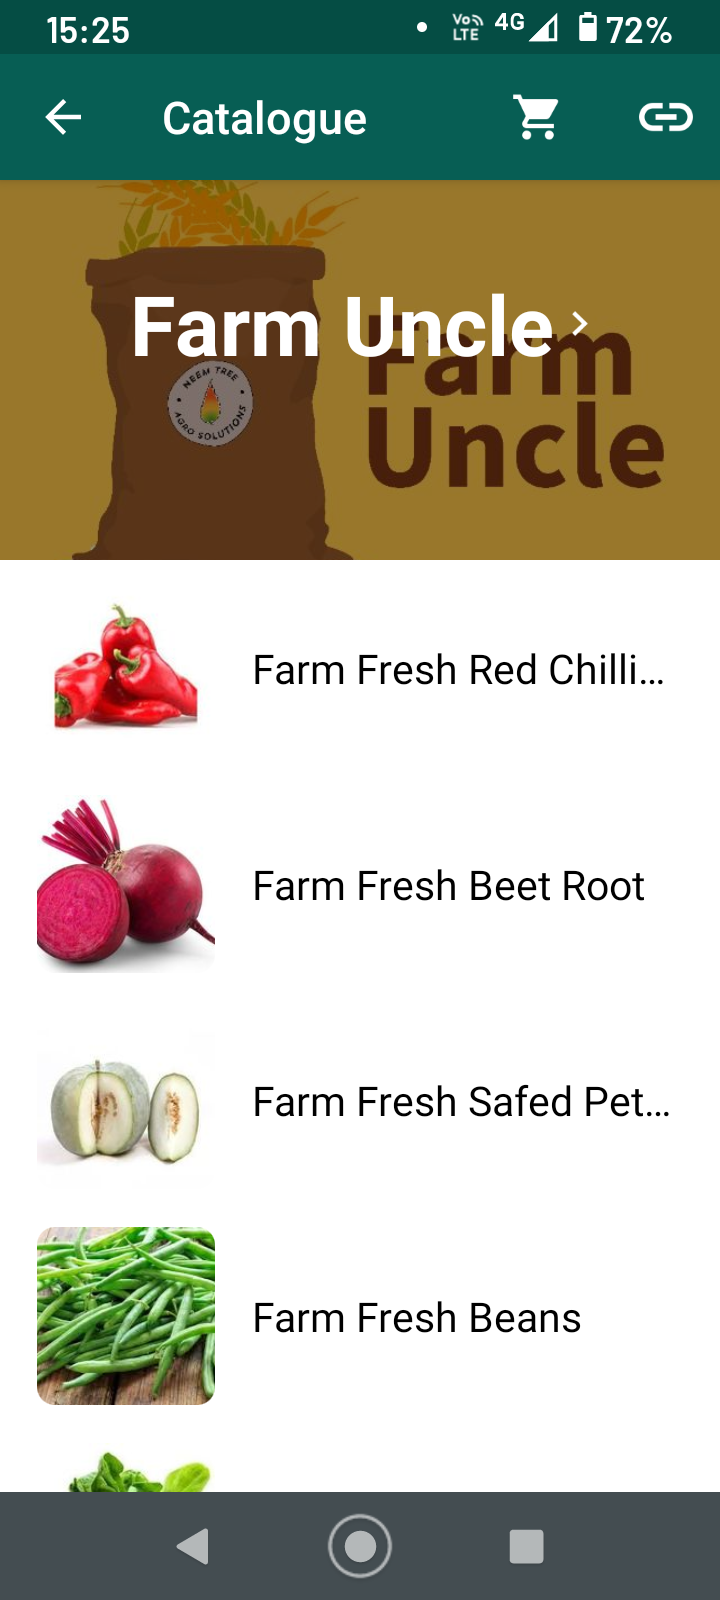 15:25
Vo LTE 4G 72%
Catalogue
Farm Uncle
Farm
Uncle
NEEM TREE
AGRO SOLUTIONS
Farm Fresh Red Chilli...
Farm Fresh Beet Root
Farm Fresh Safed Pet...
Farm Fresh Beans